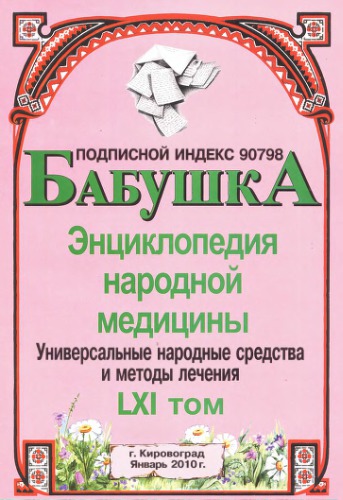 ПОДПИСНОЙ ИНДЕКС 90798
БАБУШКА
Энциклопедия
народной
медицины
Универсальные народные средства
и методы лечения
LXI том
г. Кировоград
Январь 2010 г.